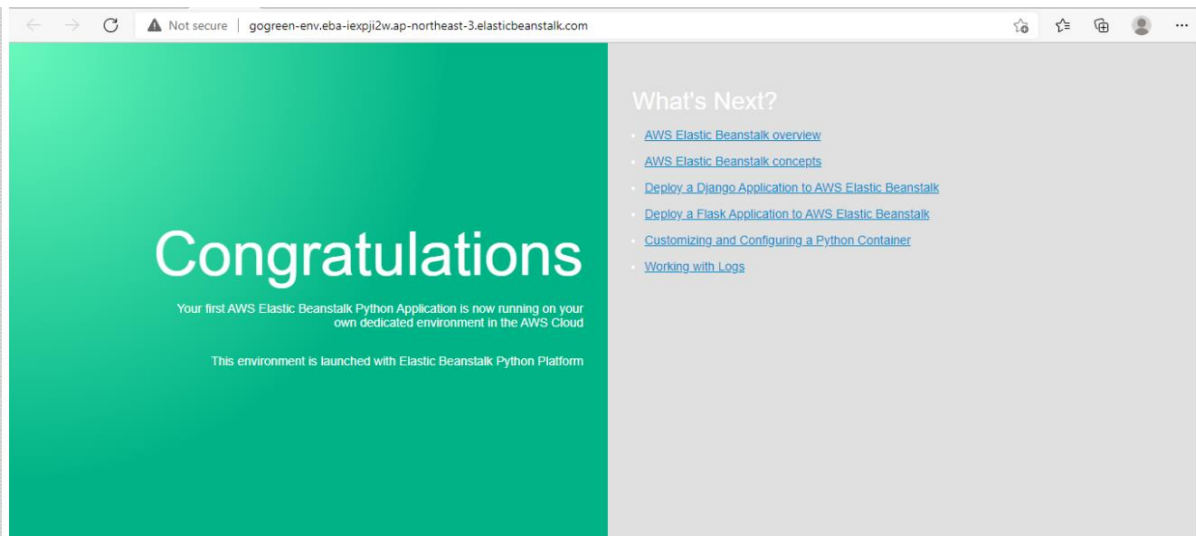 Not secure
gogreen-env.eba-iexpji2w.ap-northeast-3.elasticbeanstalk.com
Congratulations
Your first AWS Elastic Beanstalk Python Application is now running on your
own dedicated environment in the AWS Cloud
This environment is launched with Elastic Beanstalk Python Platform
What's Next?
AWS Elastic Beanstalk overview
AWS Elastic Beanstalk concepts
Deploy a Django Application to AWS Elastic Beanstalk
Deploy a Flask Application to AWS Elastic Beanstalk
Customizing and Configuring a Python Container
Working with Logs